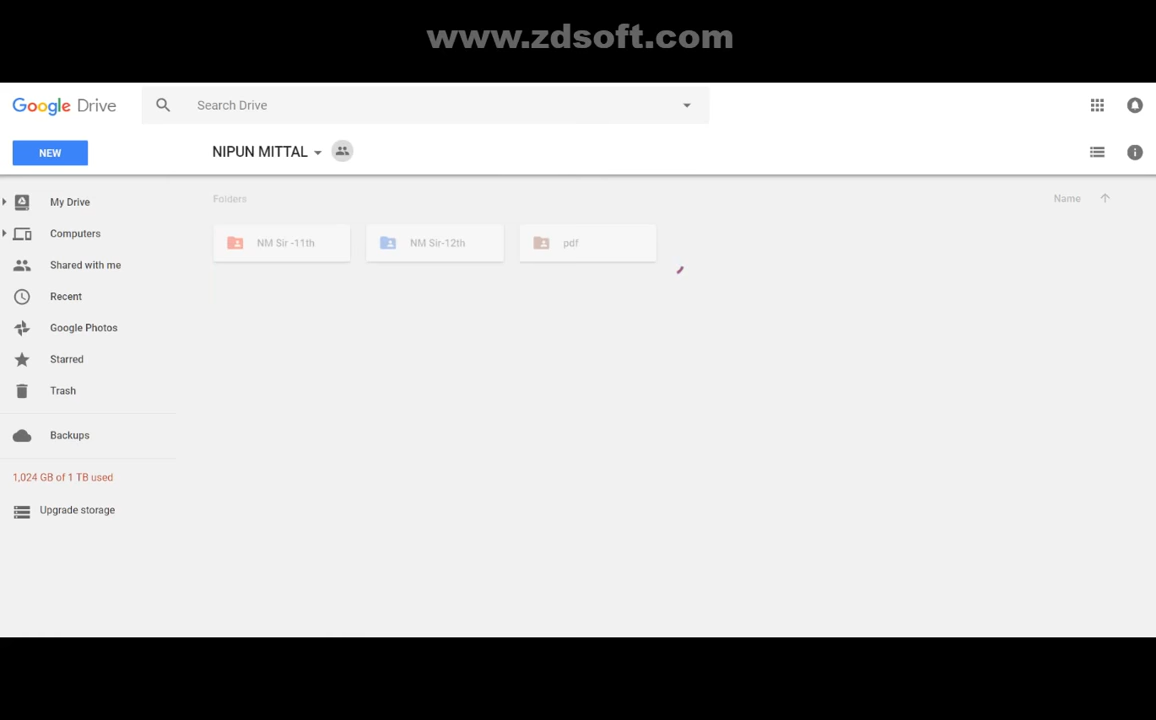 www.zdsoft.com
Google Drive
Search Drive
NEW
NIPUN MITTAL
My Drive
Folders
Name
Computers
NM Sir -11th
NM Sir-12th
pdf
Shared with me
Recent
Google Photos
Starred
Trash
Backups
1,024 GB of 1 TB used
Upgrade storage